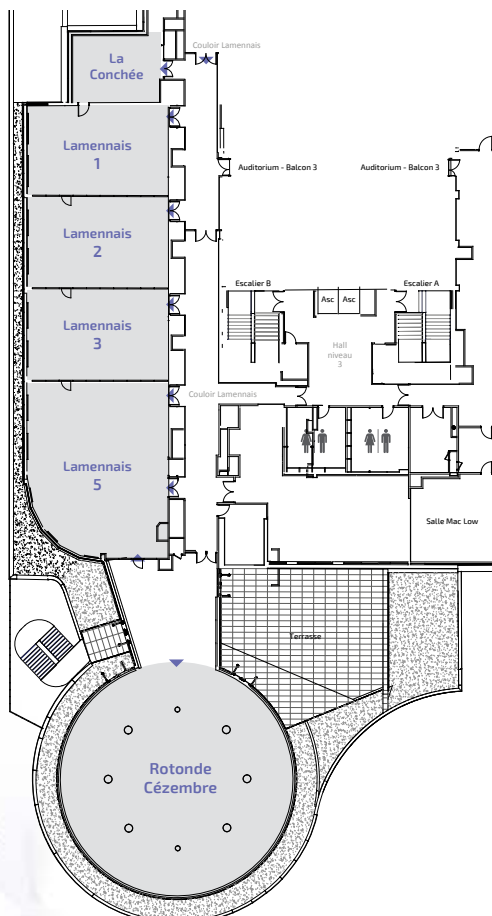 Couloir Lamennais
La
Conchée
Lamennais
1
Auditorium - Balcon 3
Auditorium - Balcon 3
Lamennais
2
Escalier B
Asc
Asc
Escalier A
Lamennais
3
Hall
niveau
3
Couloir Lamennais
Lamennais
5
Salle Mac Low
Terrasse
Rotonde
Cézembre